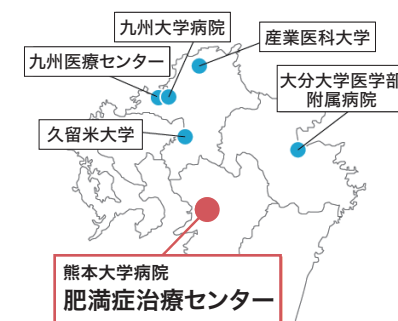 九州大学病院
産業医科大学
九州医療センター
大分大学医学部
附属病院
久留米大学
熊本大学病院
肥満症治療センター